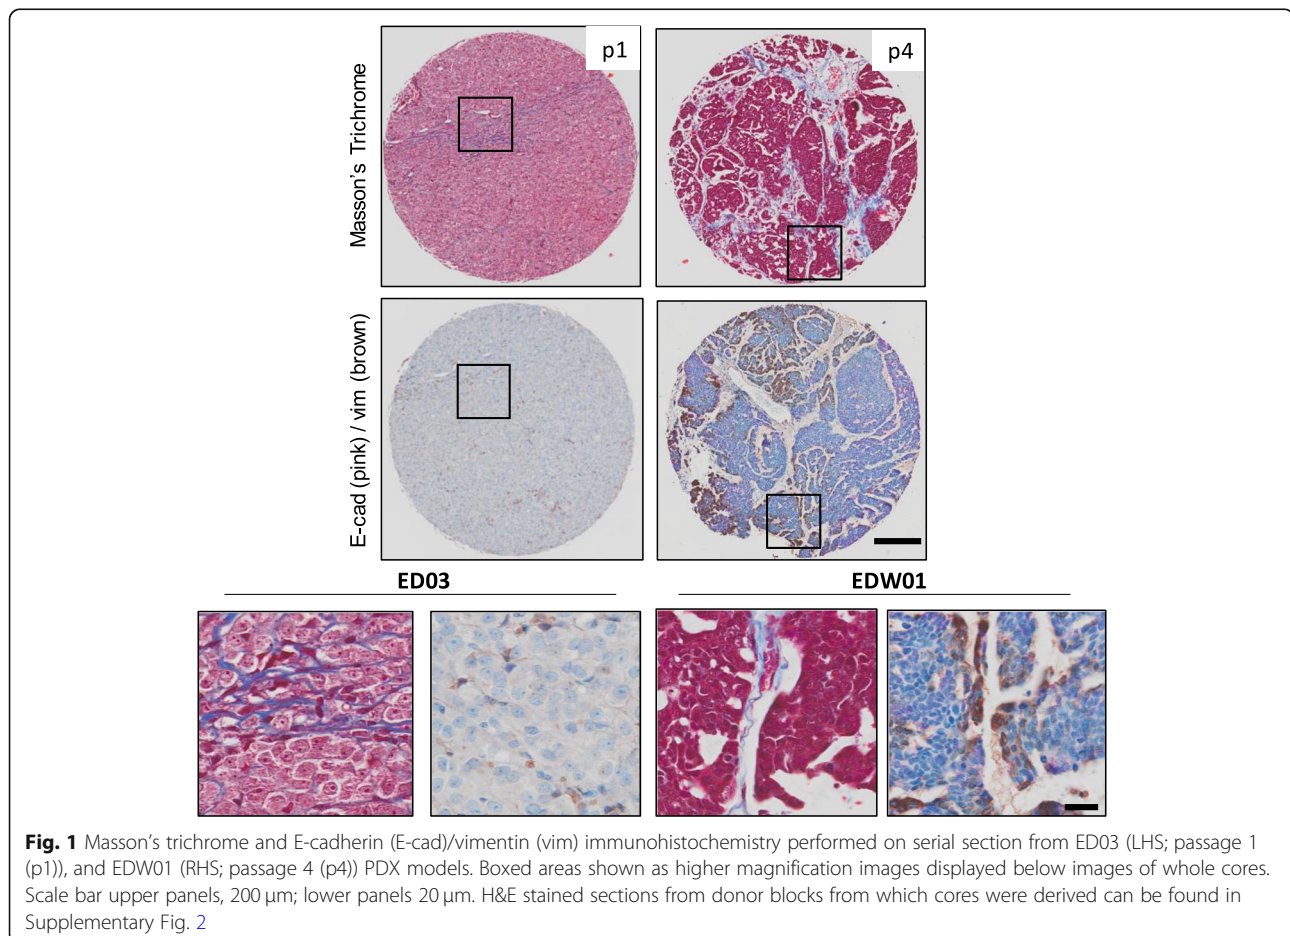 p1
p4
Masson's Trichrome
E-cad (pink) / vim (brown)
ED03
EDW01
Fig. 1 Masson's trichrome and E-cadherin (E-cad)/vimentin (vim) immunohistochemistry performed on serial section from ED03 (LHS; passage 1
(p1)), and EDW01 (RHS; passage 4 (p4)) PDX models. Boxed areas shown as higher magnification images displayed below images of whole cores.
Scale bar upper panels, 200 μm; lower panels 20 μm. H&E stained sections from donor blocks from which cores were derived can be found in
Supplementary Fig. 2